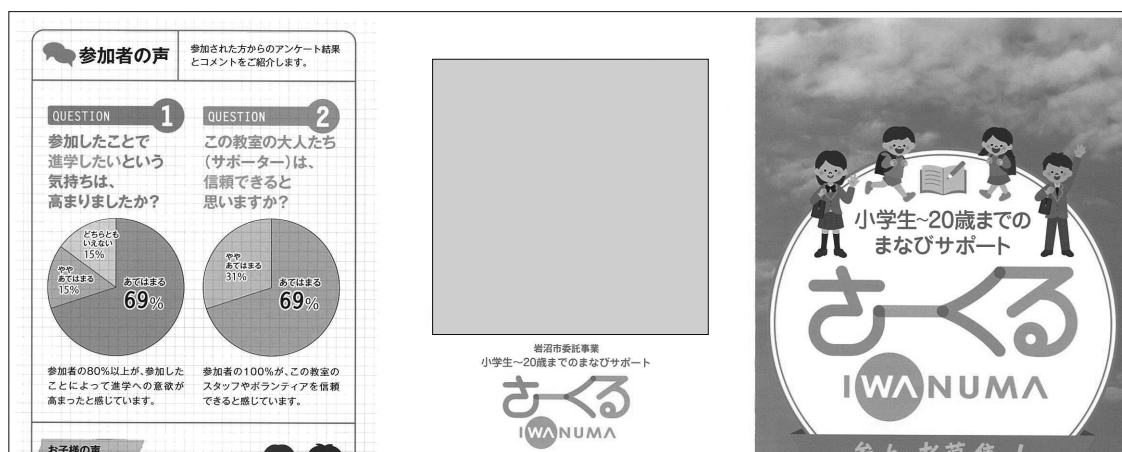 参加者の声
参加された方からのアンケート結果
とコメントをご紹介します。
QUESTION 1
参加したことで
進学したいという
気持ちは、
高まりましたか?
どちらとも
いえない
15%
やや
あてはまる
15%
あてはまる
69%
参加者の80%以上が、参加した
ことによって進学への意欲が
高まったと感じています。
QUESTION 2
この教室の大人たち
(サポーター)は、
信頼できると
思いますか?
やや
あてはまる
31%
あてはまる
69%
参加者の100%が、この教室の
スタッフやボランティアを信頼
できると感じています。
お子様の声
岩沼市委託事業
小学生~20歳までのまなびサポート
さーくる
IWANUMA
小学生~20歳までの
まなびサポート
さーくる
IWANUMA